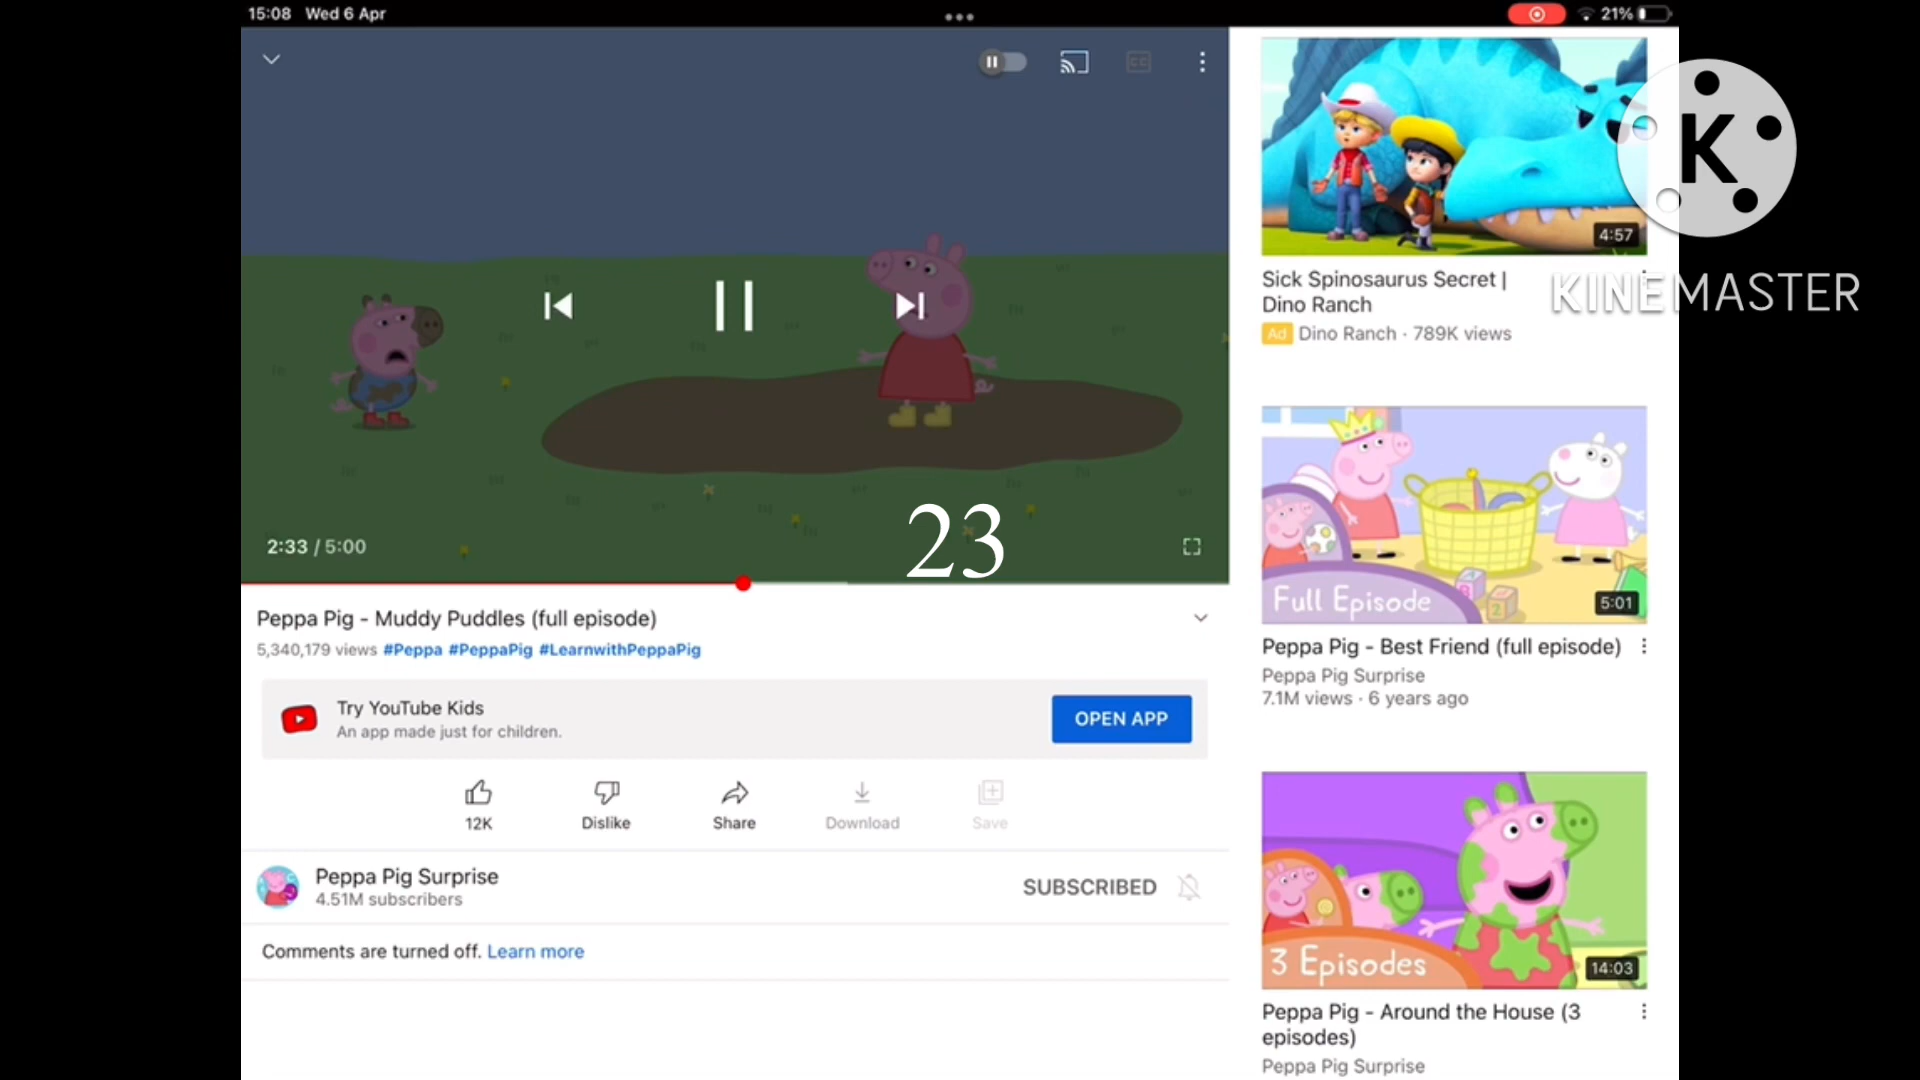 15:08 Wed 6 Apr
21%
CC
23
2:33 / 5:00
Peppa Pig - Muddy Puddles (full episode)
5,340,179 views #Peppa #PeppaPig #LearnwithPeppaPig
Try YouTube Kids
An app made just for children.
OPEN APP
12K
Dislike
Share
Download
Save
Peppa Pig Surprise
4.51M subscribers
SUBSCRIBED
Comments are turned off. Learn more
4:57
Sick Spinosaurus Secret |
Dino Ranch
Ad Dino Ranch · 789K views
K
KINEMASTER
Full Episode
5:01
Peppa Pig - Best Friend (full episode)
Peppa Pig Surprise
7.1M views · 6 years ago
3 Episodes
14:03
Peppa Pig - Around the House (3
episodes)
Peppa Pig Surprise